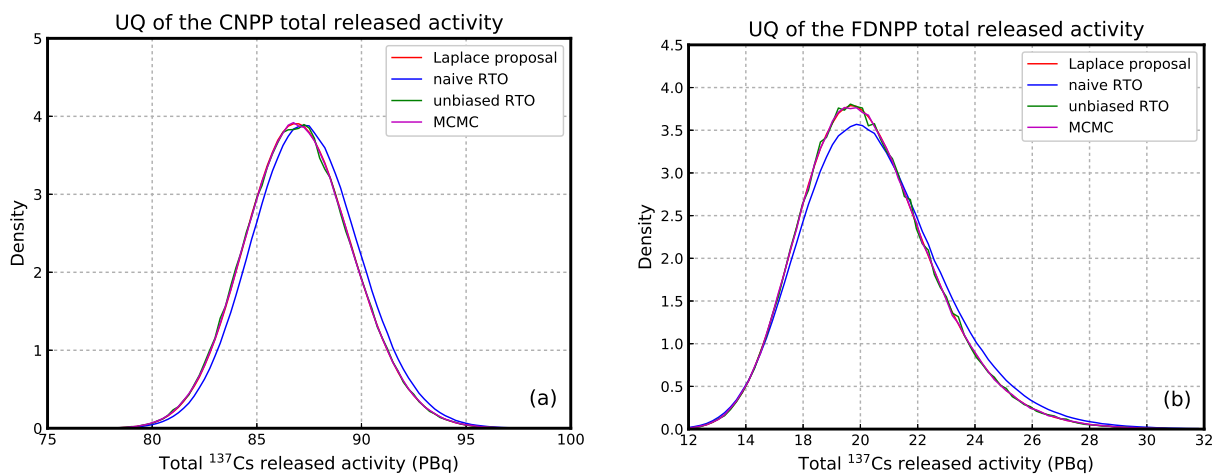 UQ of the CNPP total released activity
5
4
3
2
1
0
Density
75 80 85 90 95 100
Total ¹³⁷Cs released activity (PBq)
Laplace proposal
naive RTO
unbiased RTO
MCMC
(a)
UQ of the FDNPP total released activity
4.5
4.0
3.5
3.0
2.5
2.0
1.5
1.0
0.5
0.0
Density
12 14 16 18 20 22 24 26 28 30 32
Total ¹³⁷Cs released activity (PBq)
Laplace proposal
naive RTO
unbiased RTO
MCMC
(b)